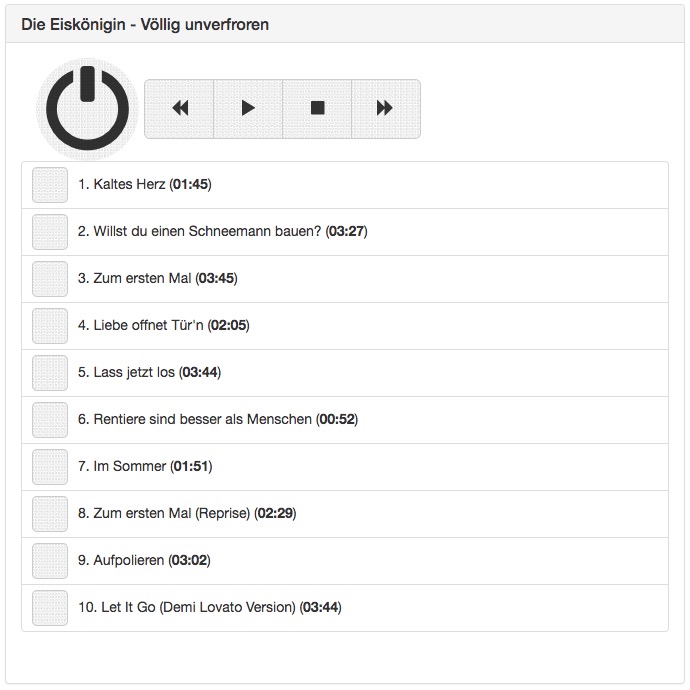 Die Eiskönigin - Völlig unverfroren
1. Kaltes Herz (01:45)
2. Willst du einen Schneemann bauen? (03:27)
3. Zum ersten Mal (03:45)
4. Liebe offnet Tür'n (02:05)
5. Lass jetzt los (03:44)
6. Rentiere sind besser als Menschen (00:52)
7. Im Sommer (01:51)
8. Zum ersten Mal (Reprise) (02:29)
9. Aufpolieren (03:02)
10. Let It Go (Demi Lovato Version) (03:44)